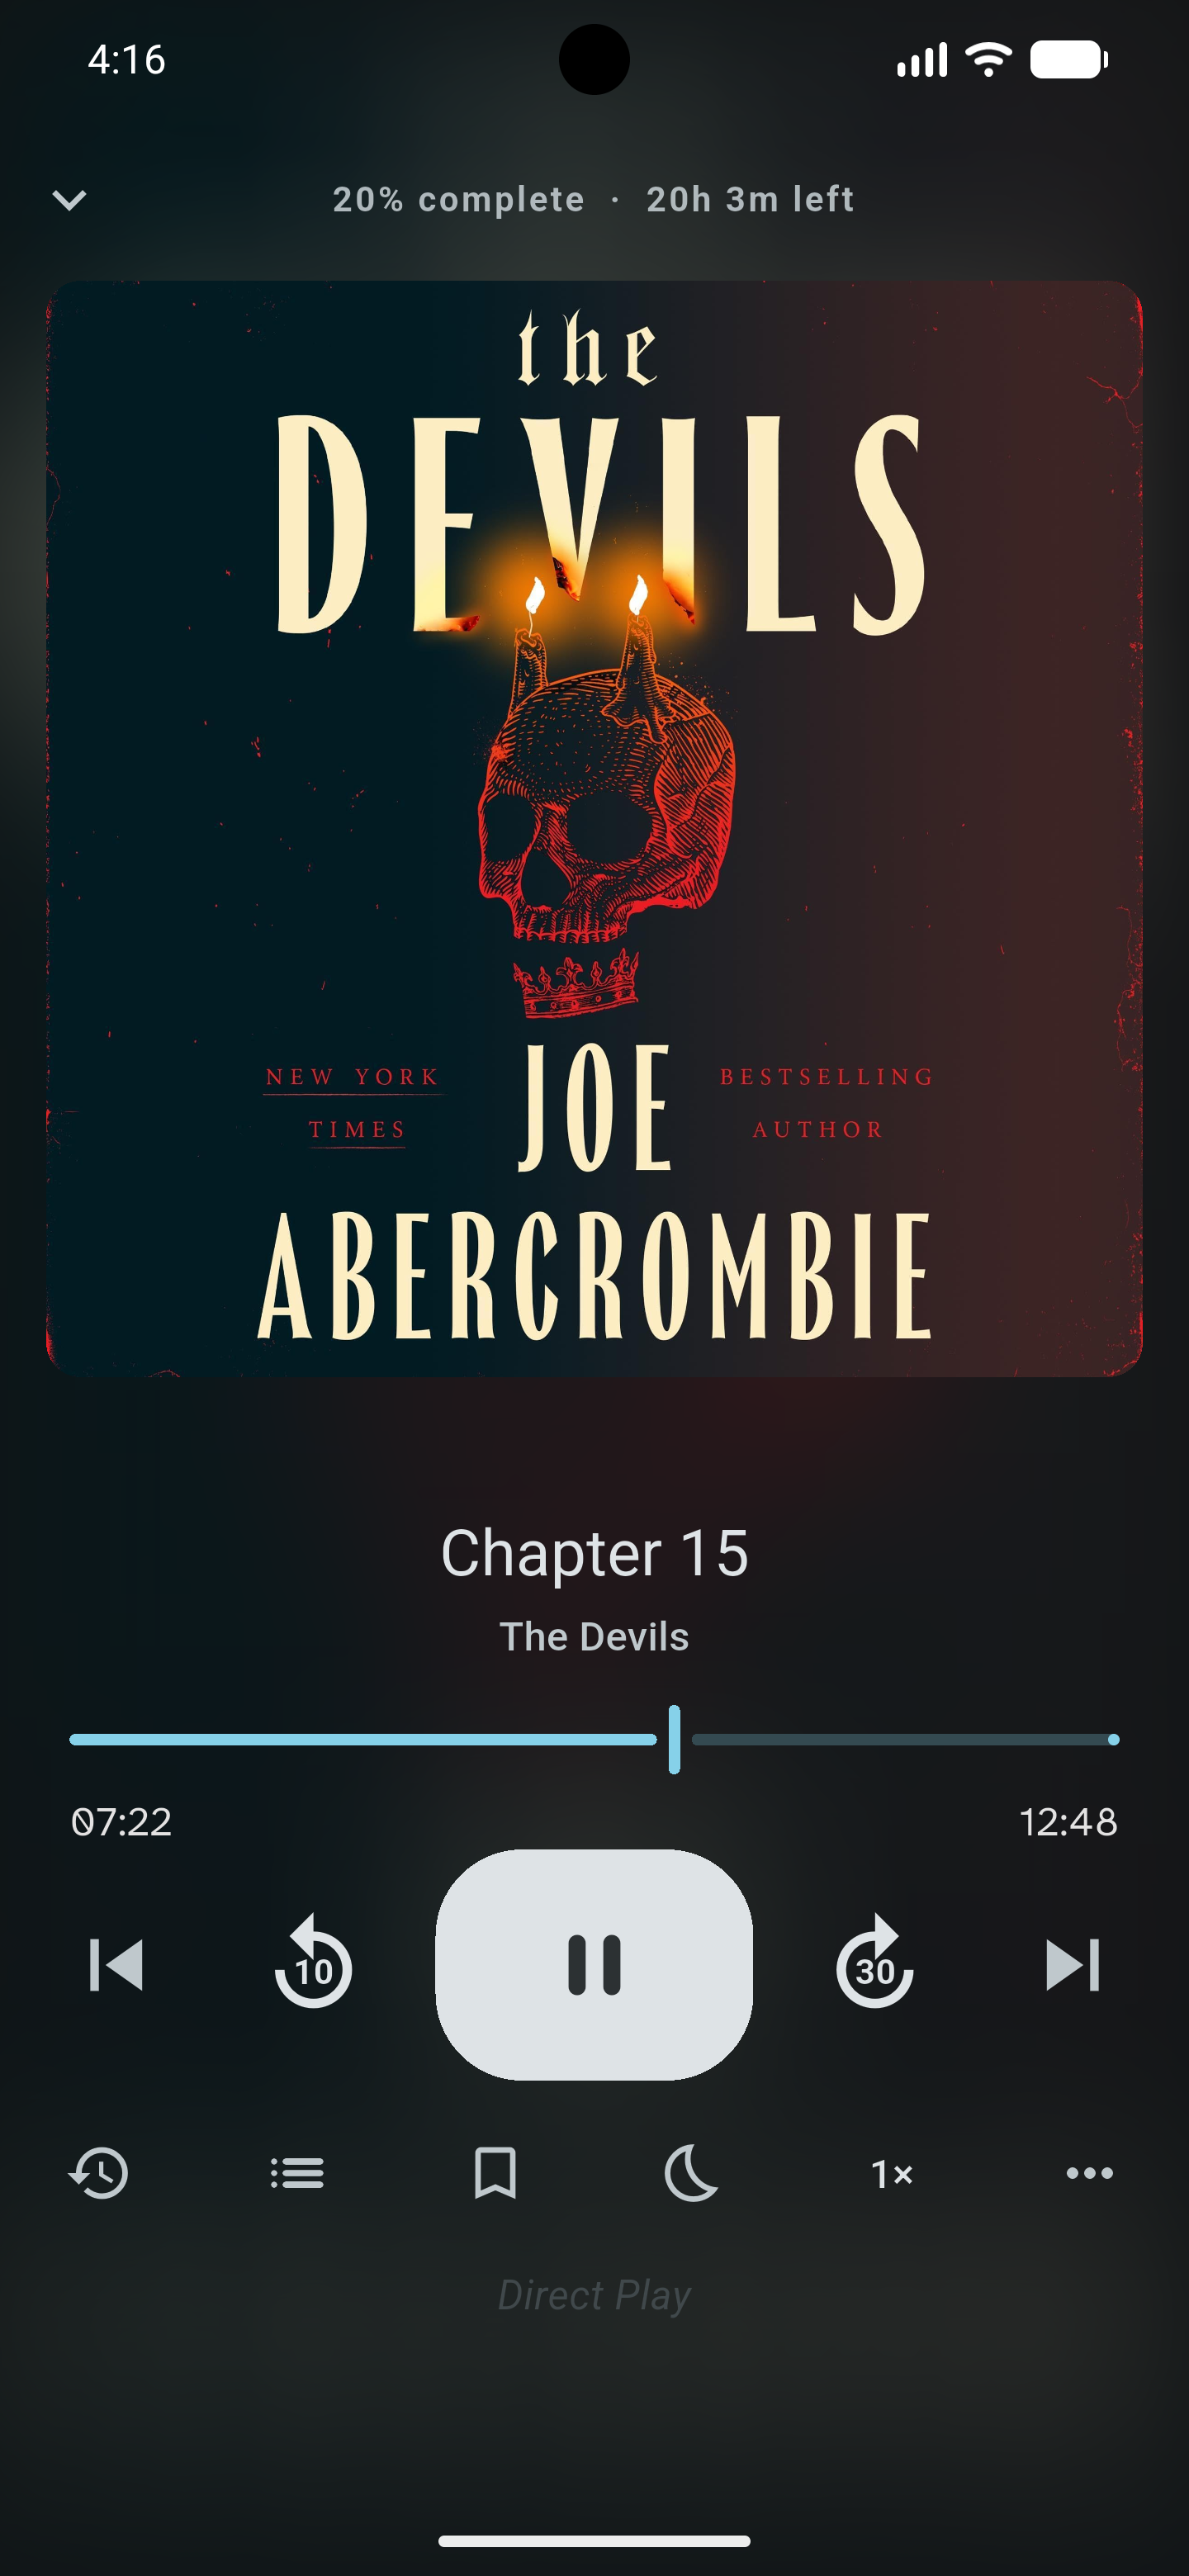 4:16
20% complete · 20h 3m left
the
DEVILS
NEW YORK
TIMES
JOE
BESTSELLING
AUTHOR
ABERCROMBIE
Chapter 15
The Devils
07:22
12:48
10
30
1×
Direct Play